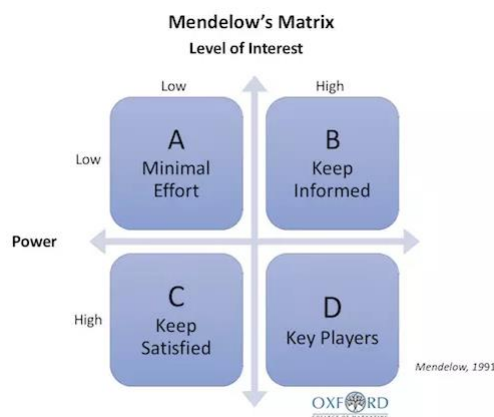 Mendelow's Matrix
Level of Interest
Low
High
Low
A
Minimal
Effort
B
Keep
Informed
Power
High
C
Keep
Satisfied
D
Key Players
Mendelow, 1991
OXFORD